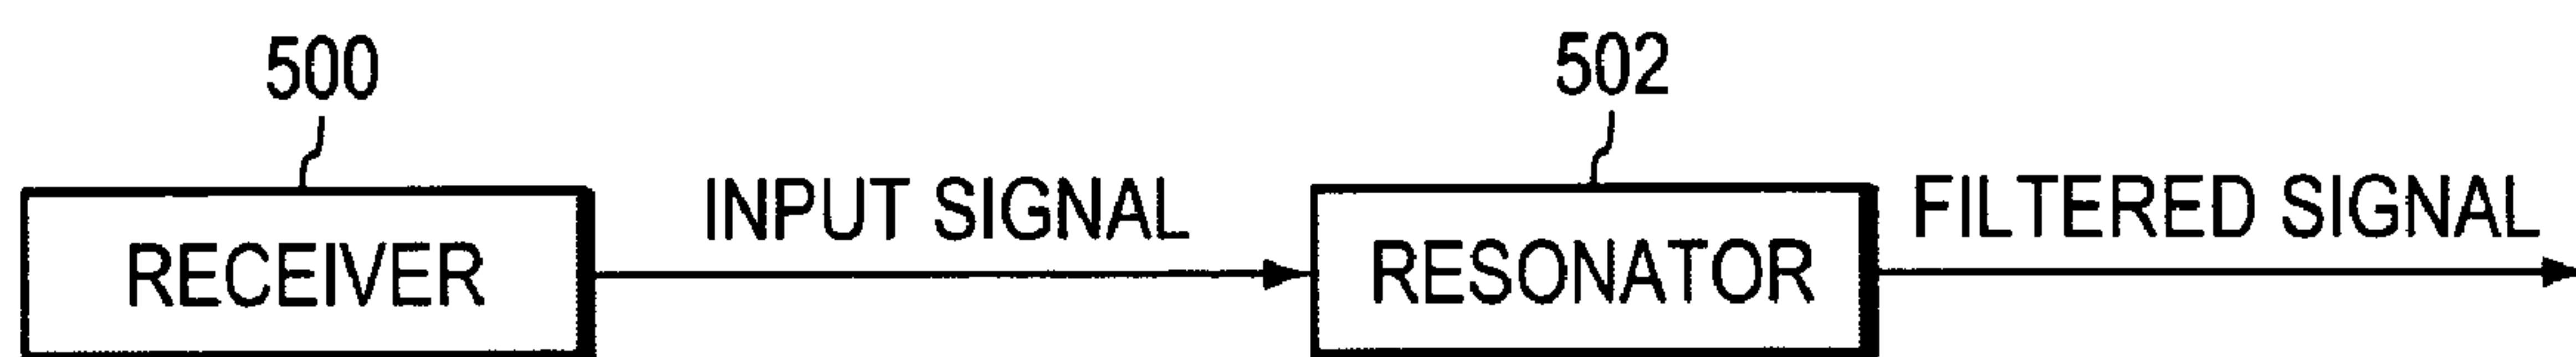 500
502
RECEIVER
INPUT SIGNAL
RESONATOR
FILTERED SIGNAL